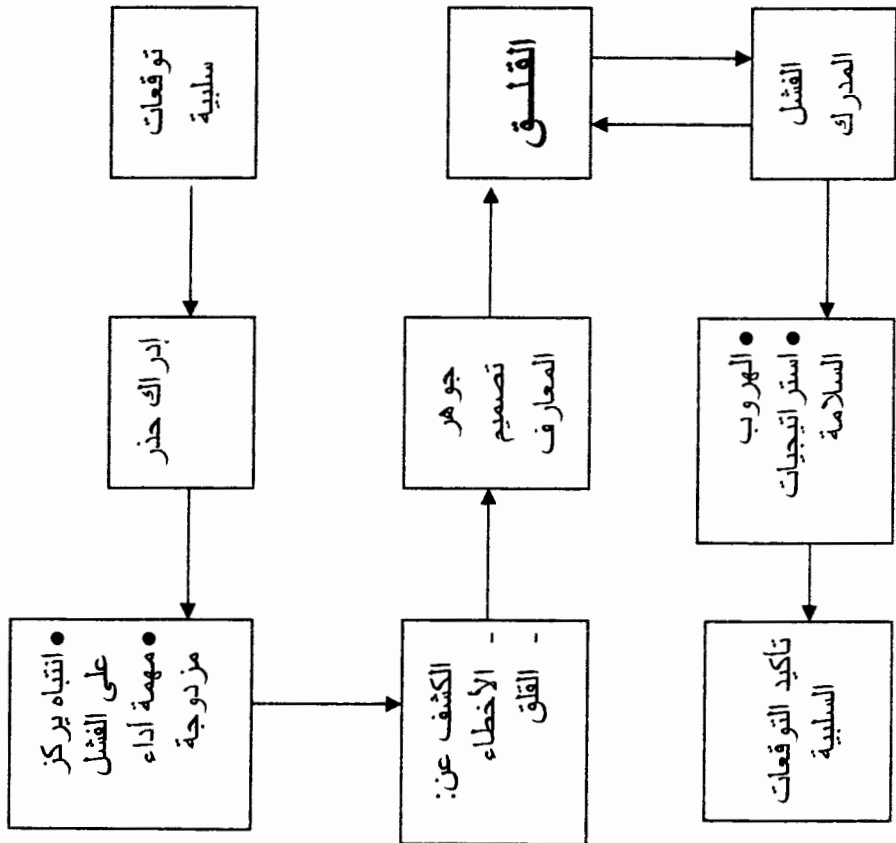 توقعات
سلبية
إدراك حذر
● انتباه يركز
على الفشل
● مهمة أداء
مزدوجة
الكشف عن:
- الأخطاء
- القلق
جوهر
تصميم
المعارف
القلــق
الفشل
المدرك
● الهروب
● استراتيجيات
السلامة
تأكيد التوقعات
السلبية